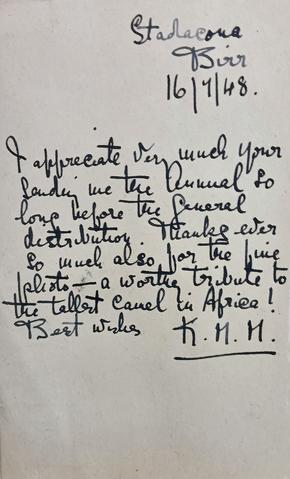 Stadacona
Birr
16/7/48.
I appreciate very much your
sending me the Annual so
long before the general
distribution. Thanks ever
so much also for the fine
photo — a worthy tribute to
the tallest camel in Africa!
Best wishes K. M. M.